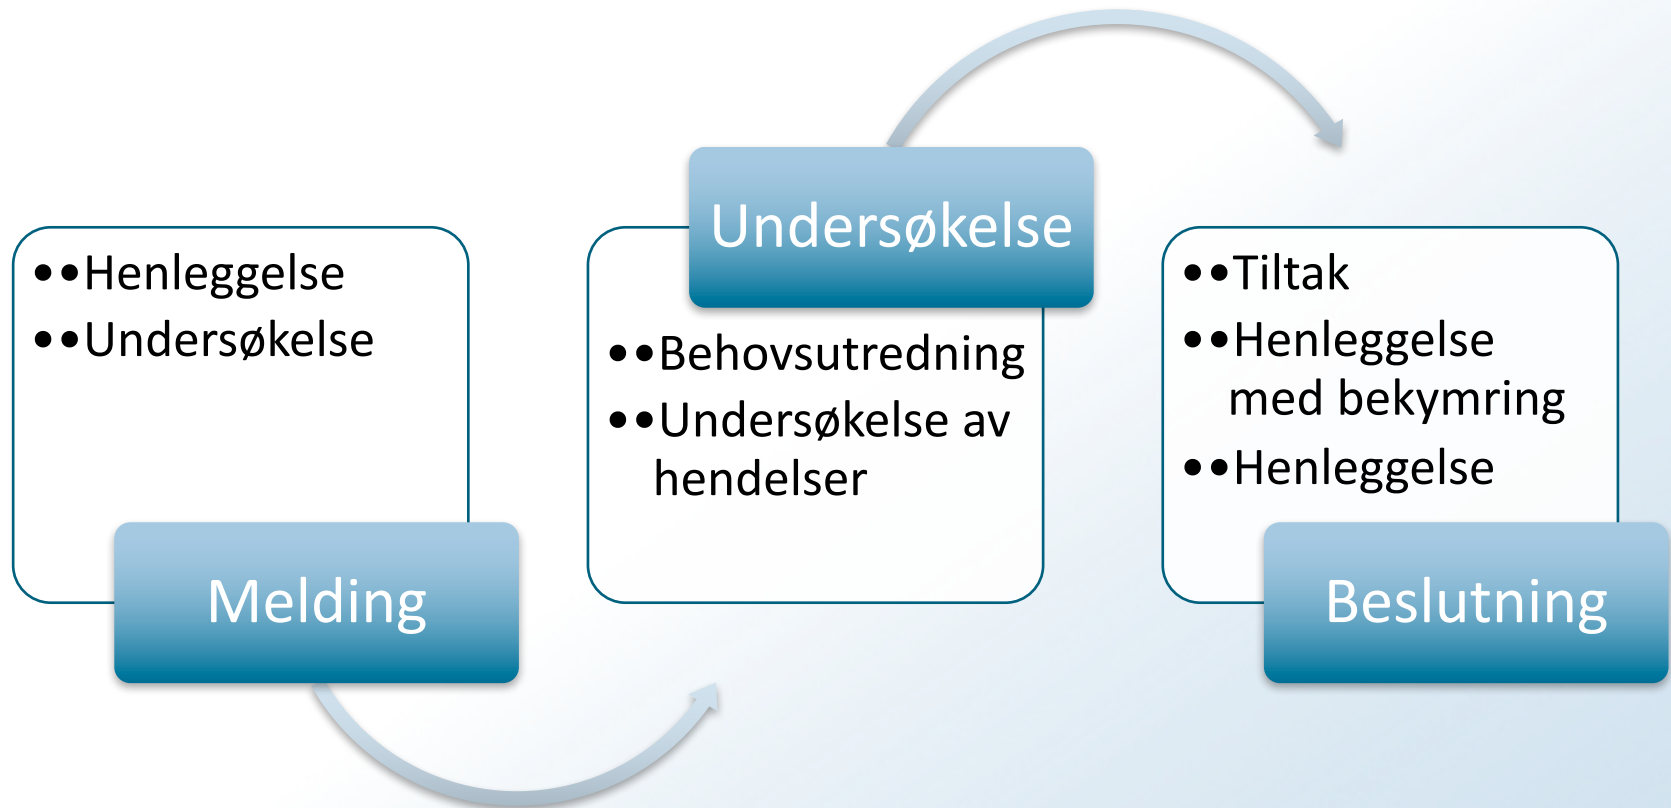 ••Henleggelse
••Undersøkelse
Melding
Undersøkelse
••Behovsutredning
••Undersøkelse av
hendelser
••Tiltak
••Henleggelse
med bekymring
••Henleggelse
Beslutning